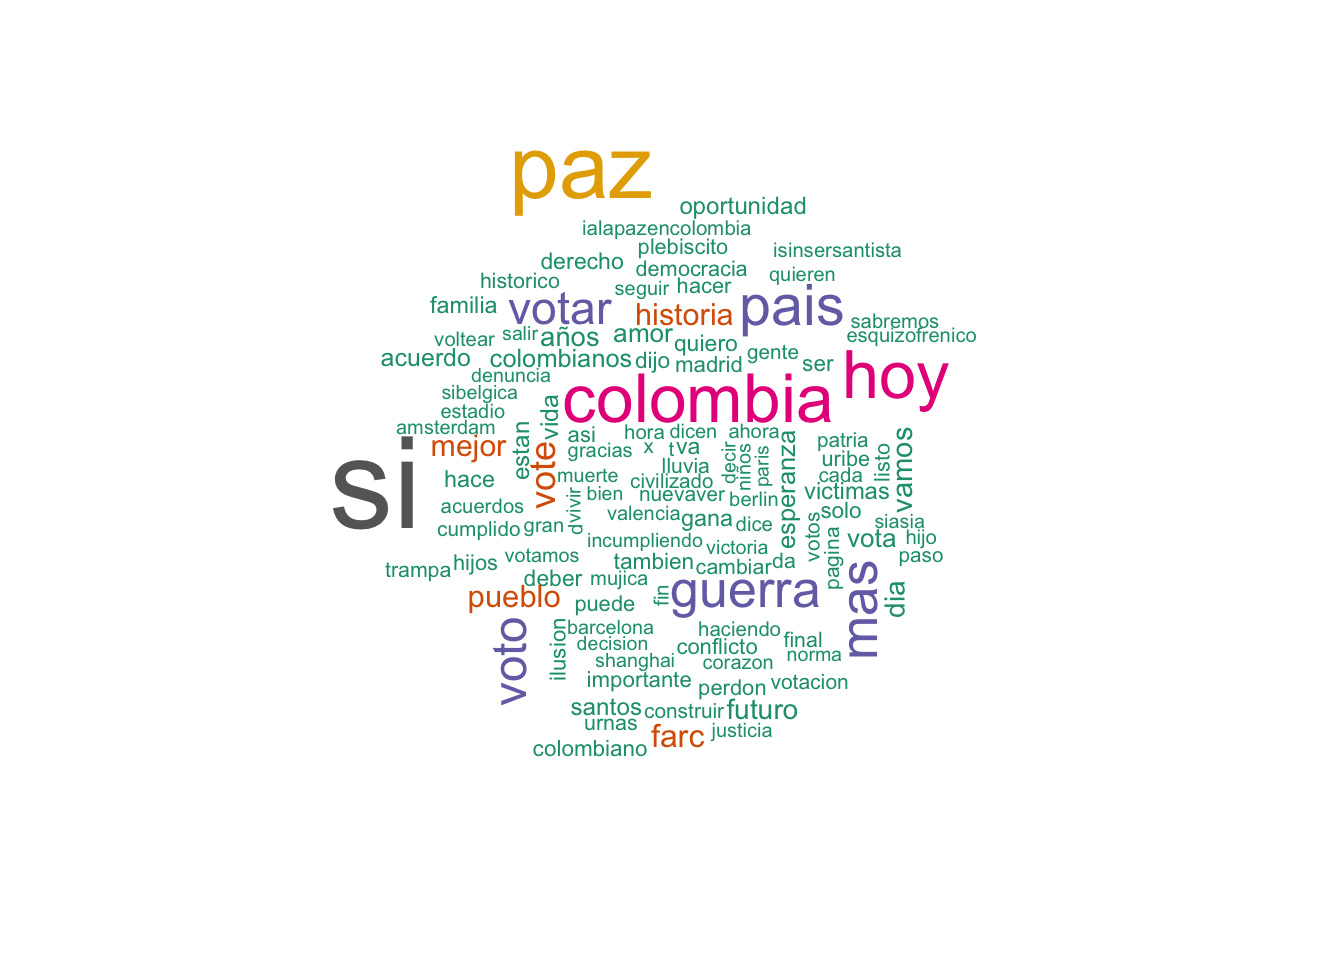 paz
oportunidad
ialapazencolombia
plebiscito
isinsersantista
derecho
democracia
quieren
historico
seguir
hacer
familia
votar
historia
pais
sabremos
voltear
salir
años
amor
quiero
esquizofrenico
acuerdo
colombianos
dijo
madrid
gente
ser
hoy
denuncia
colombia
sibelgica
estadio
vida
amsterdam
asi
hora
dicen
ahora
patria
si
mejor
estan
vote
gracias
x
t
va
decir
niños
paris
esperanza
uribe
listo
vamos
lluvia
hace
muerte
civilizado
cada
acuerdos
dvivir
bien
nuevaver
berlin
victimas
cumplido
gran
valencia
gana
dice
votos
solo
siasia
incumpliendo
victoria
pagina
vota
hijo
trampa
hijos
votamos
tambien
cambiar
da
paso
deber
mujica
fin
guerra
mas
dia
pueblo
puede
voto
ilusion
barcelona
haciendo
decision
conflicto
final
shanghai
corazon
norma
importante
perdon
votacion
santos
construir
futuro
urnas
farc
justicia
colombiano